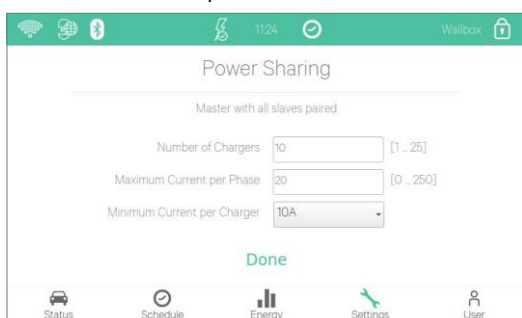 11:24 Wallbox
Power Sharing
Master with all slaves paired
Number of Chargers 10 [1 ... 25]
Maximum Current per Phase 20 [0 ... 250]
Minimum Current per Charger 10A
Done
Status Schedule Energy Settings User